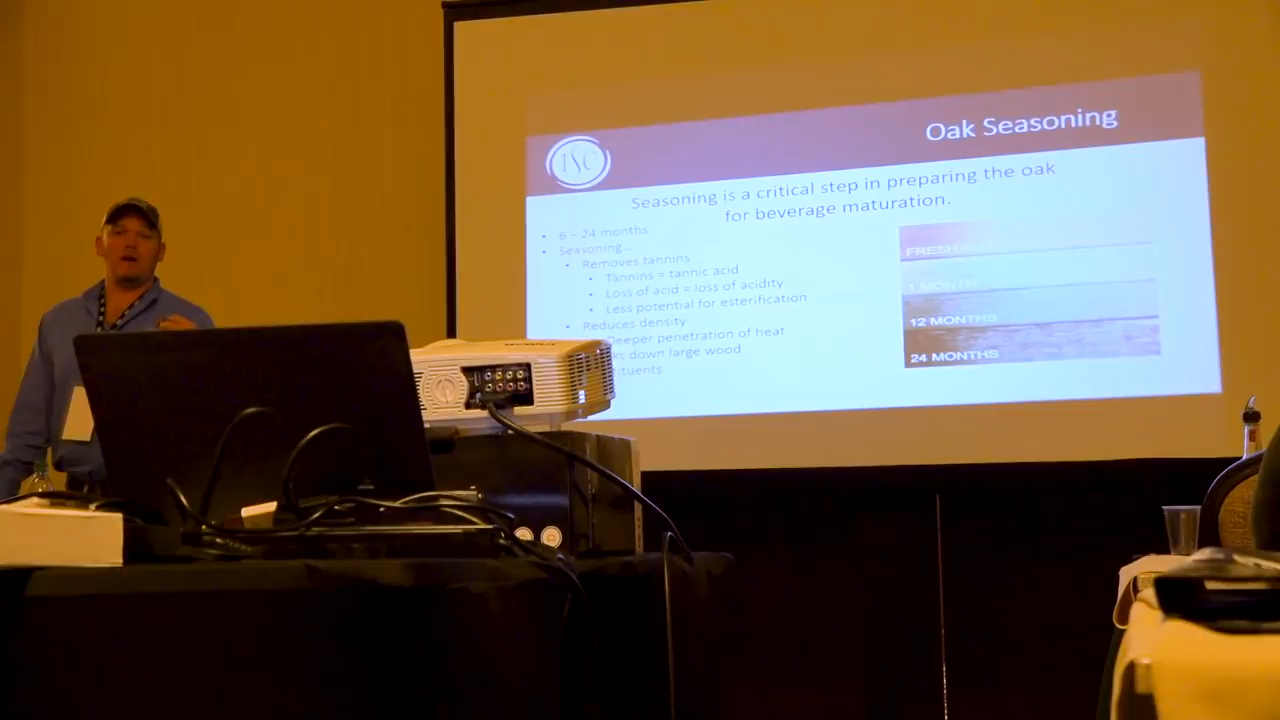 Oak Seasoning
ISC
Seasoning is a critical step in preparing the oak
for beverage maturation.
• 6 – 24 months
• Seasoning...
• Removes tannins
• Tannins = tannic acid
• Loss of acid = loss of acidity
• Less potential for esterification
• Reduces density
Deeper penetration of heat
down large wood
FRESH
1 MONTH
12 MONTHS
24 MONTHS